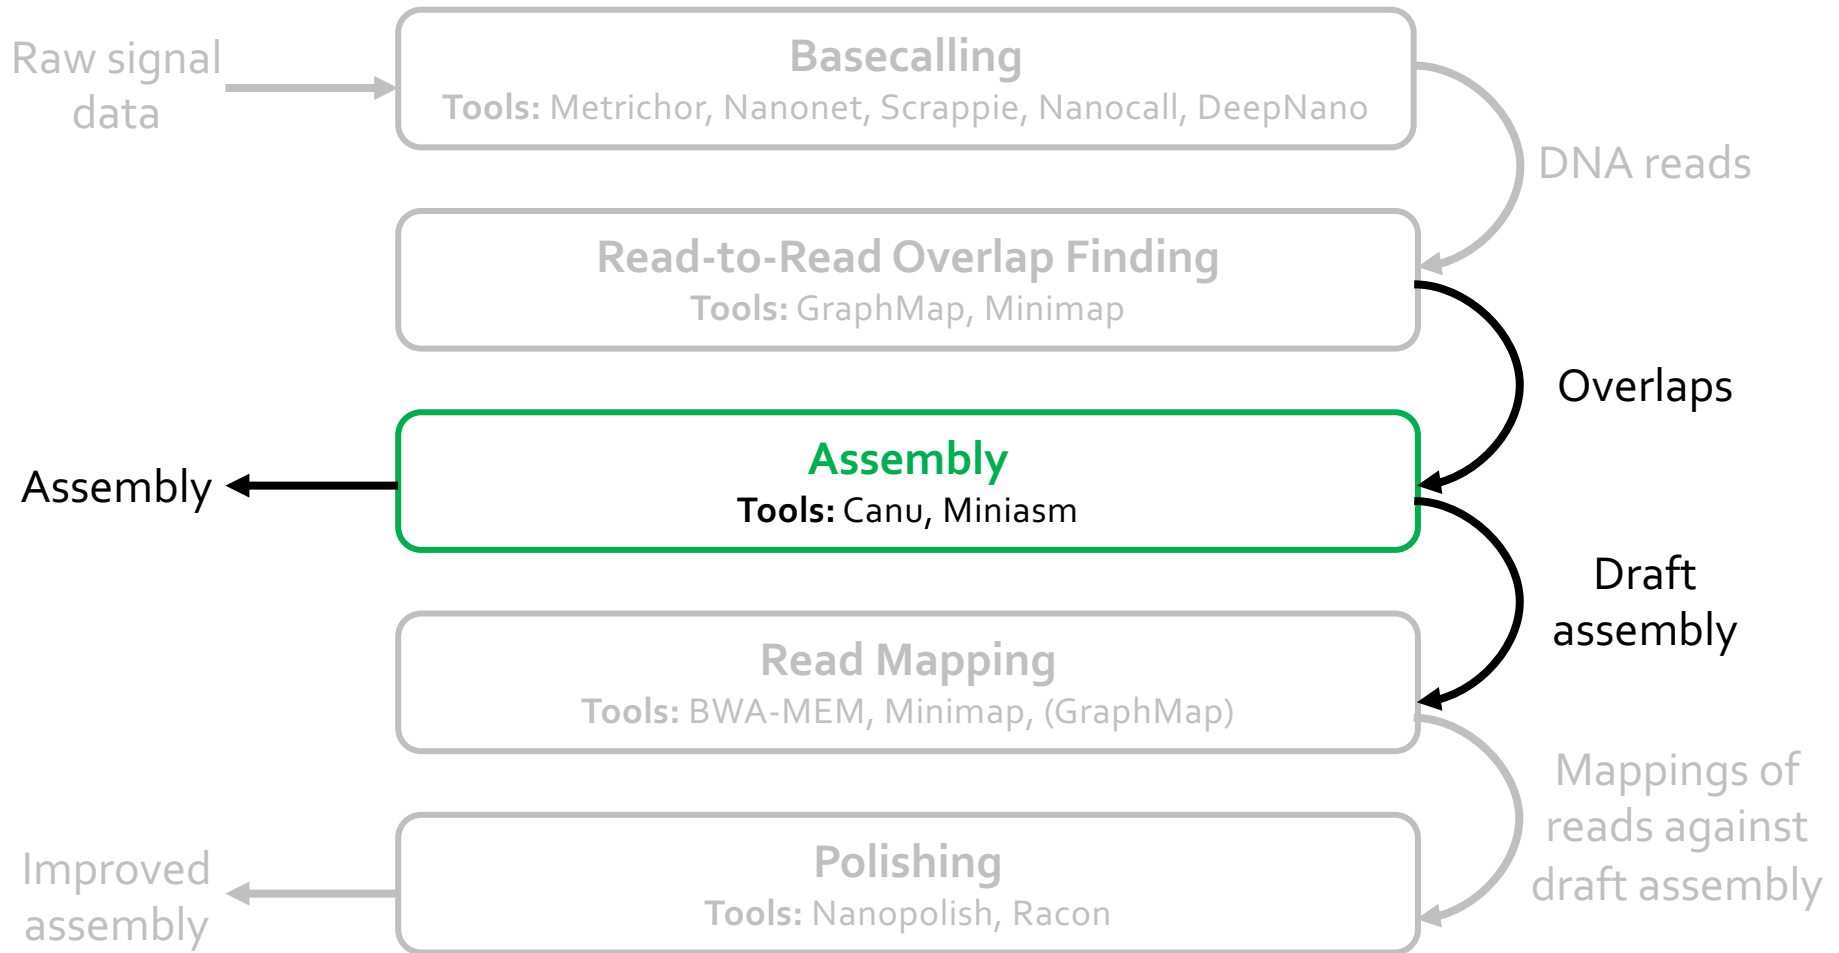 Raw signal
data
Basecalling
Tools: Metrichor, Nanonet, Scrappie, Nanocall, DeepNano
DNA reads
Read-to-Read Overlap Finding
Tools: GraphMap, Minimap
Overlaps
Assembly
Assembly
Tools: Canu, Miniasm
Draft
assembly
Read Mapping
Tools: BWA-MEM, Minimap, (GraphMap)
Mappings of
reads against
draft assembly
Polishing
Tools: Nanopolish, Racon
Improved
assembly